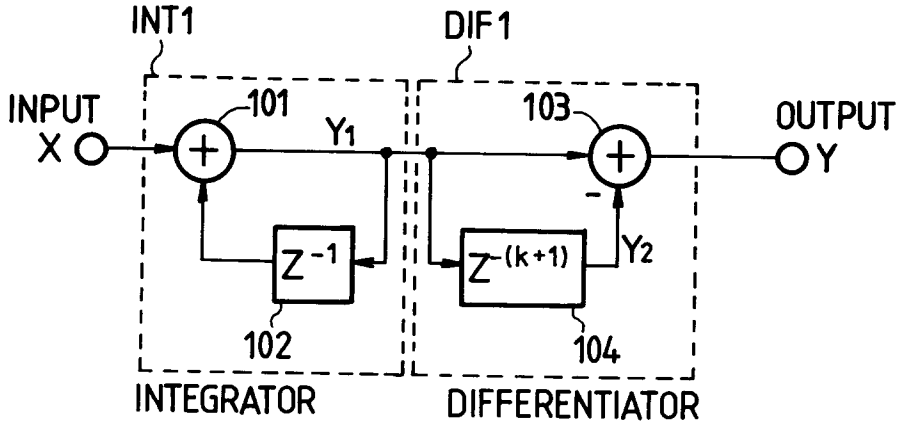 INT1
DIF1
INPUT
X
101
+
Y1
103
+
-
OUTPUT
Y
Z^-1
Z^-(k+1)
Y2
102
104
INTEGRATOR
DIFFERENTIATOR